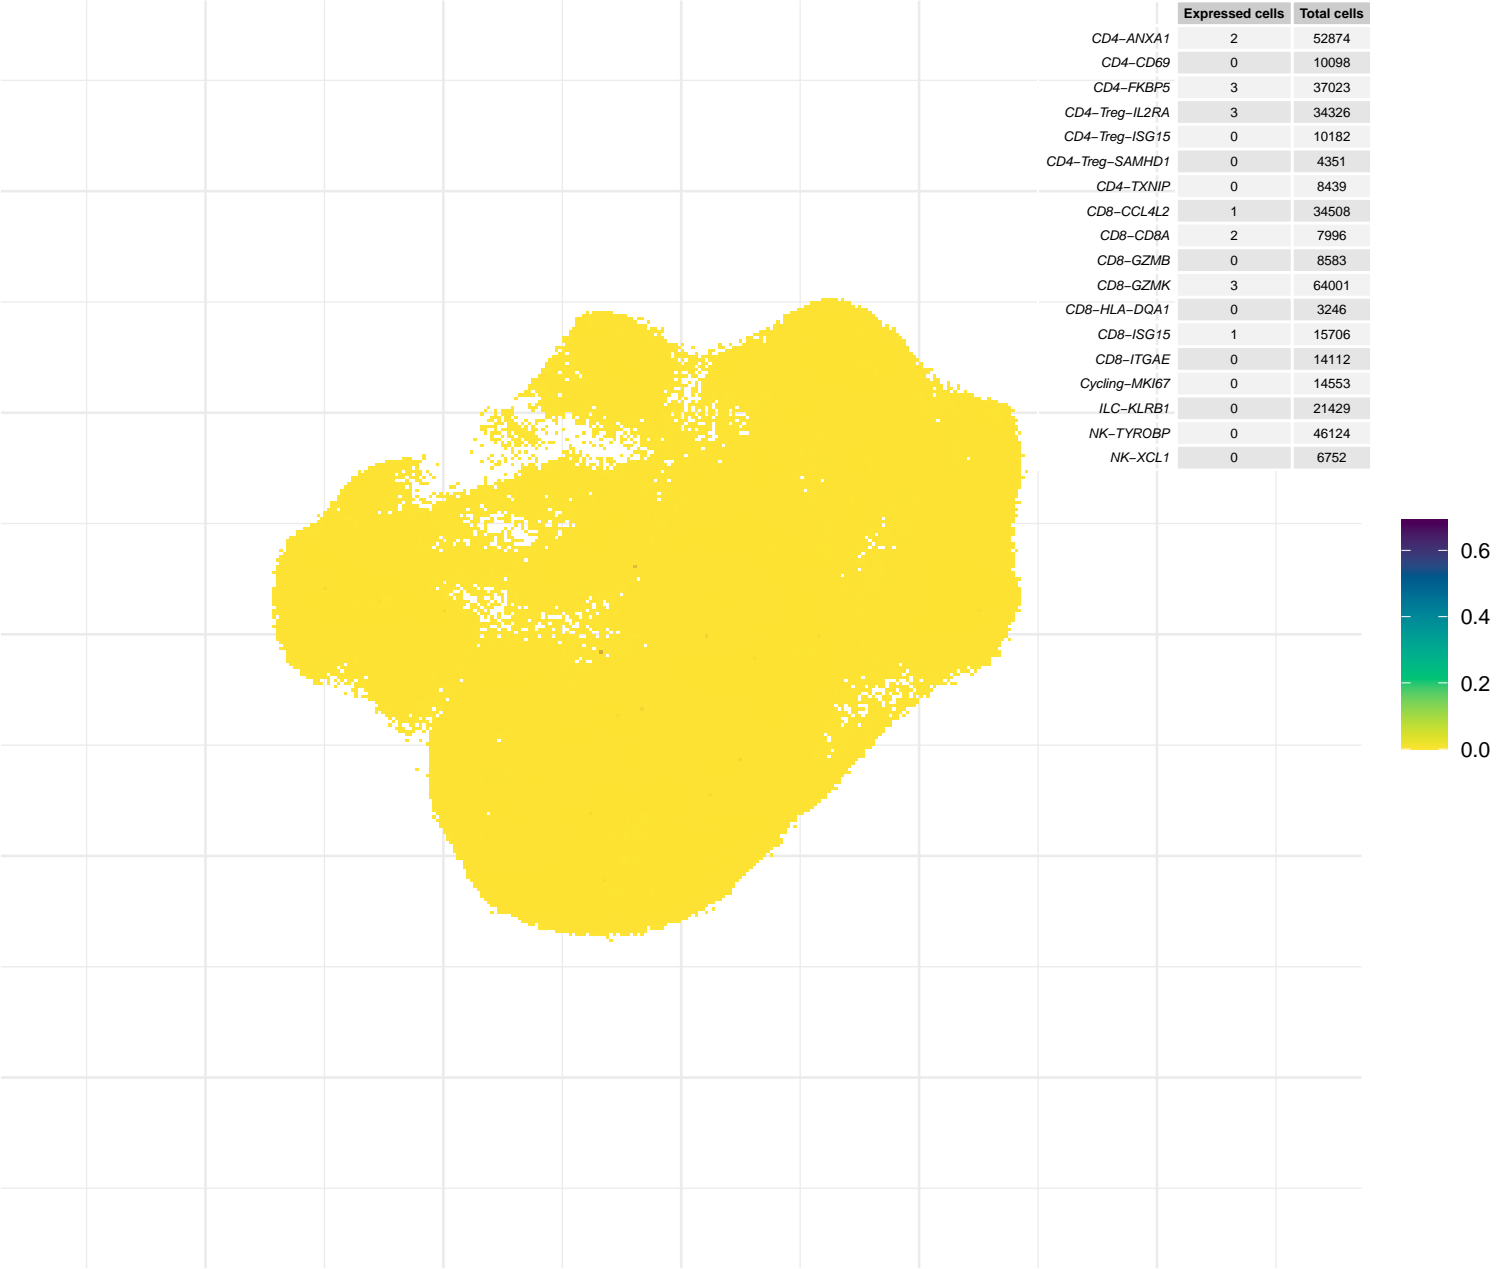 Expressed cells Total cells
CD4−ANXA1 2 52874
CD4−CD69 0 10098
CD4−FKBP5 3 37023
CD4−Treg−IL2RA 3 34326
CD4−Treg−ISG15 0 10182
CD4−Treg−SAMHD1 0 4351
CD4−TXNIP 0 8439
CD8−CCL4L2 1 34508
CD8−CD8A 2 7996
CD8−GZMB 0 8583
CD8−GZMK 3 64001
CD8−HLA−DQA1 0 3246
CD8−ISG15 1 15706
CD8−ITGAE 0 14112
Cycling−MKI67 0 14553
ILC−KLRB1 0 21429
NK−TYROBP 0 46124
NK−XCL1 0 6752
0.6
0.4
0.2
0.0